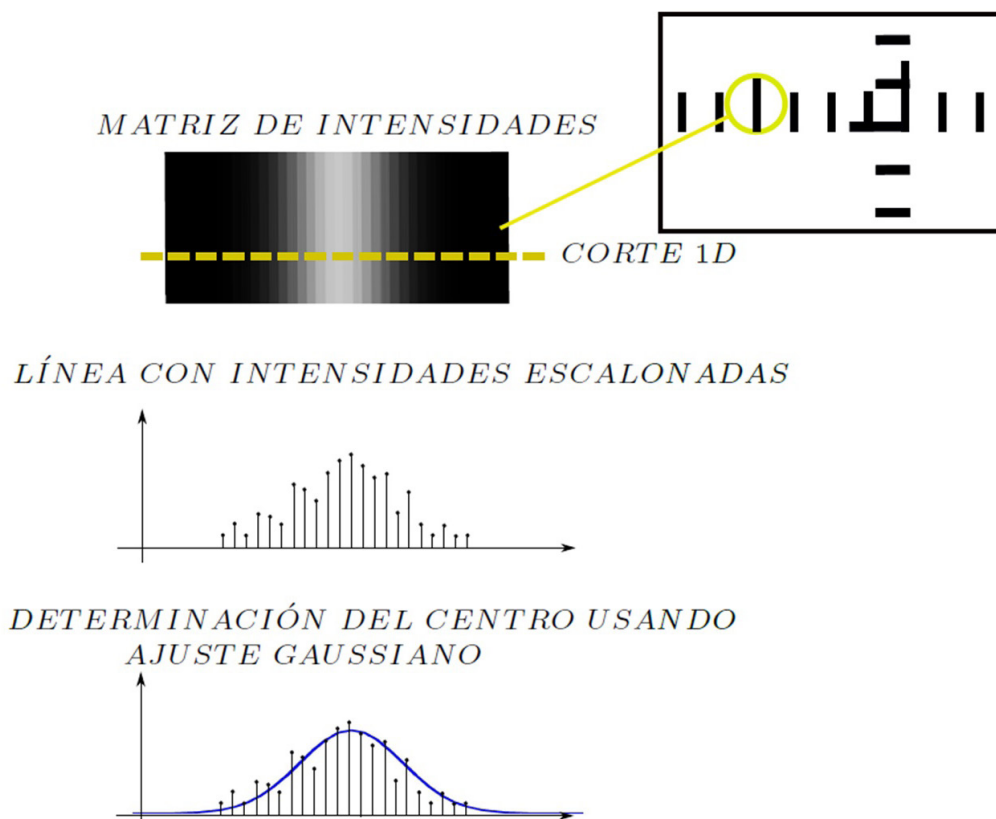 MATRIZ DE INTENSIDADES
CORTE 1D
LÍNEA CON INTENSIDADES ESCALONADAS
DETERMINACIÓN DEL CENTRO USANDO
AJUSTE GAUSSIANO